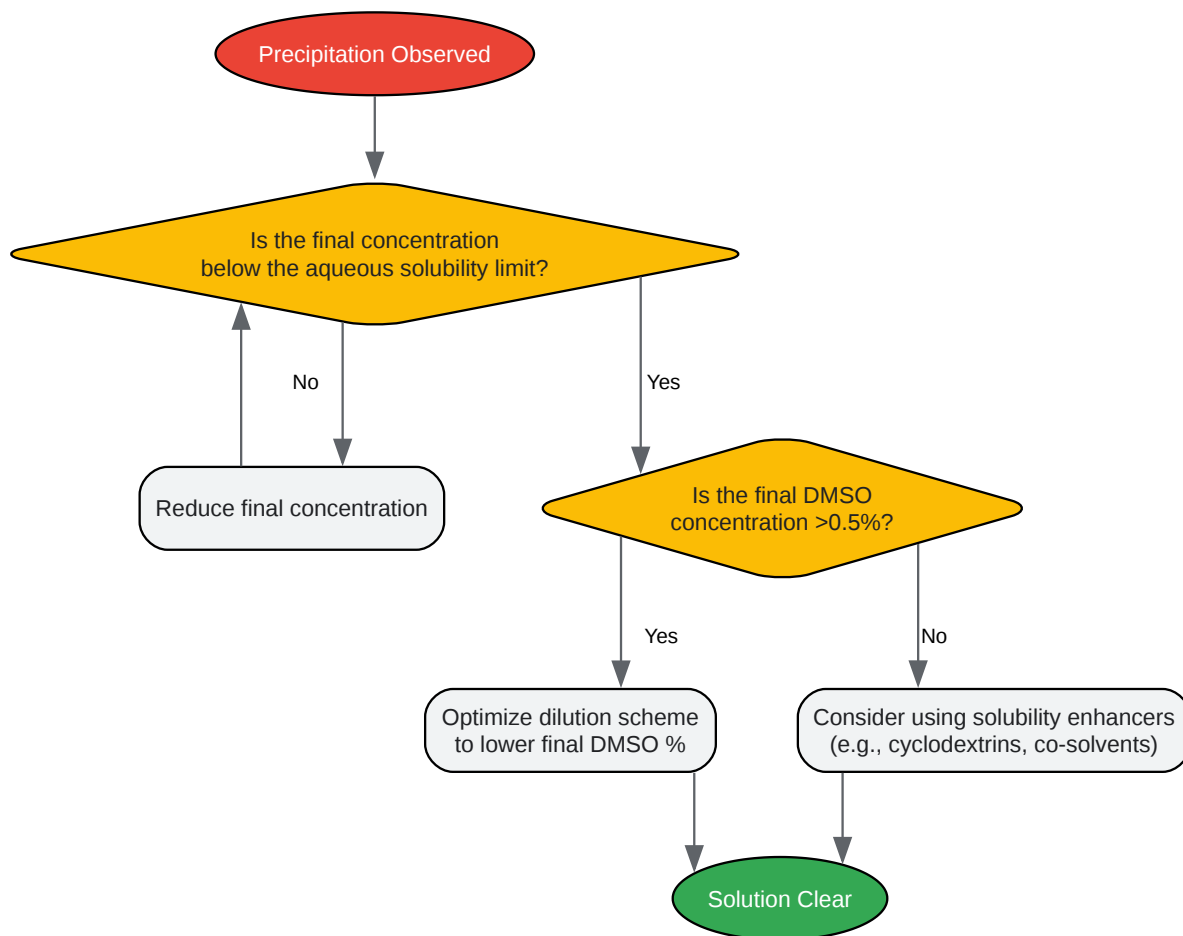 Precipitation Observed
Is the final concentration
below the aqueous solubility limit?
No
Yes
Reduce final concentration
Is the final DMSO
concentration >0.5%?
Yes
No
Optimize dilution scheme
to lower final DMSO %
Consider using solubility enhancers
(e.g., cyclodextrins, co-solvents)
Solution Clear